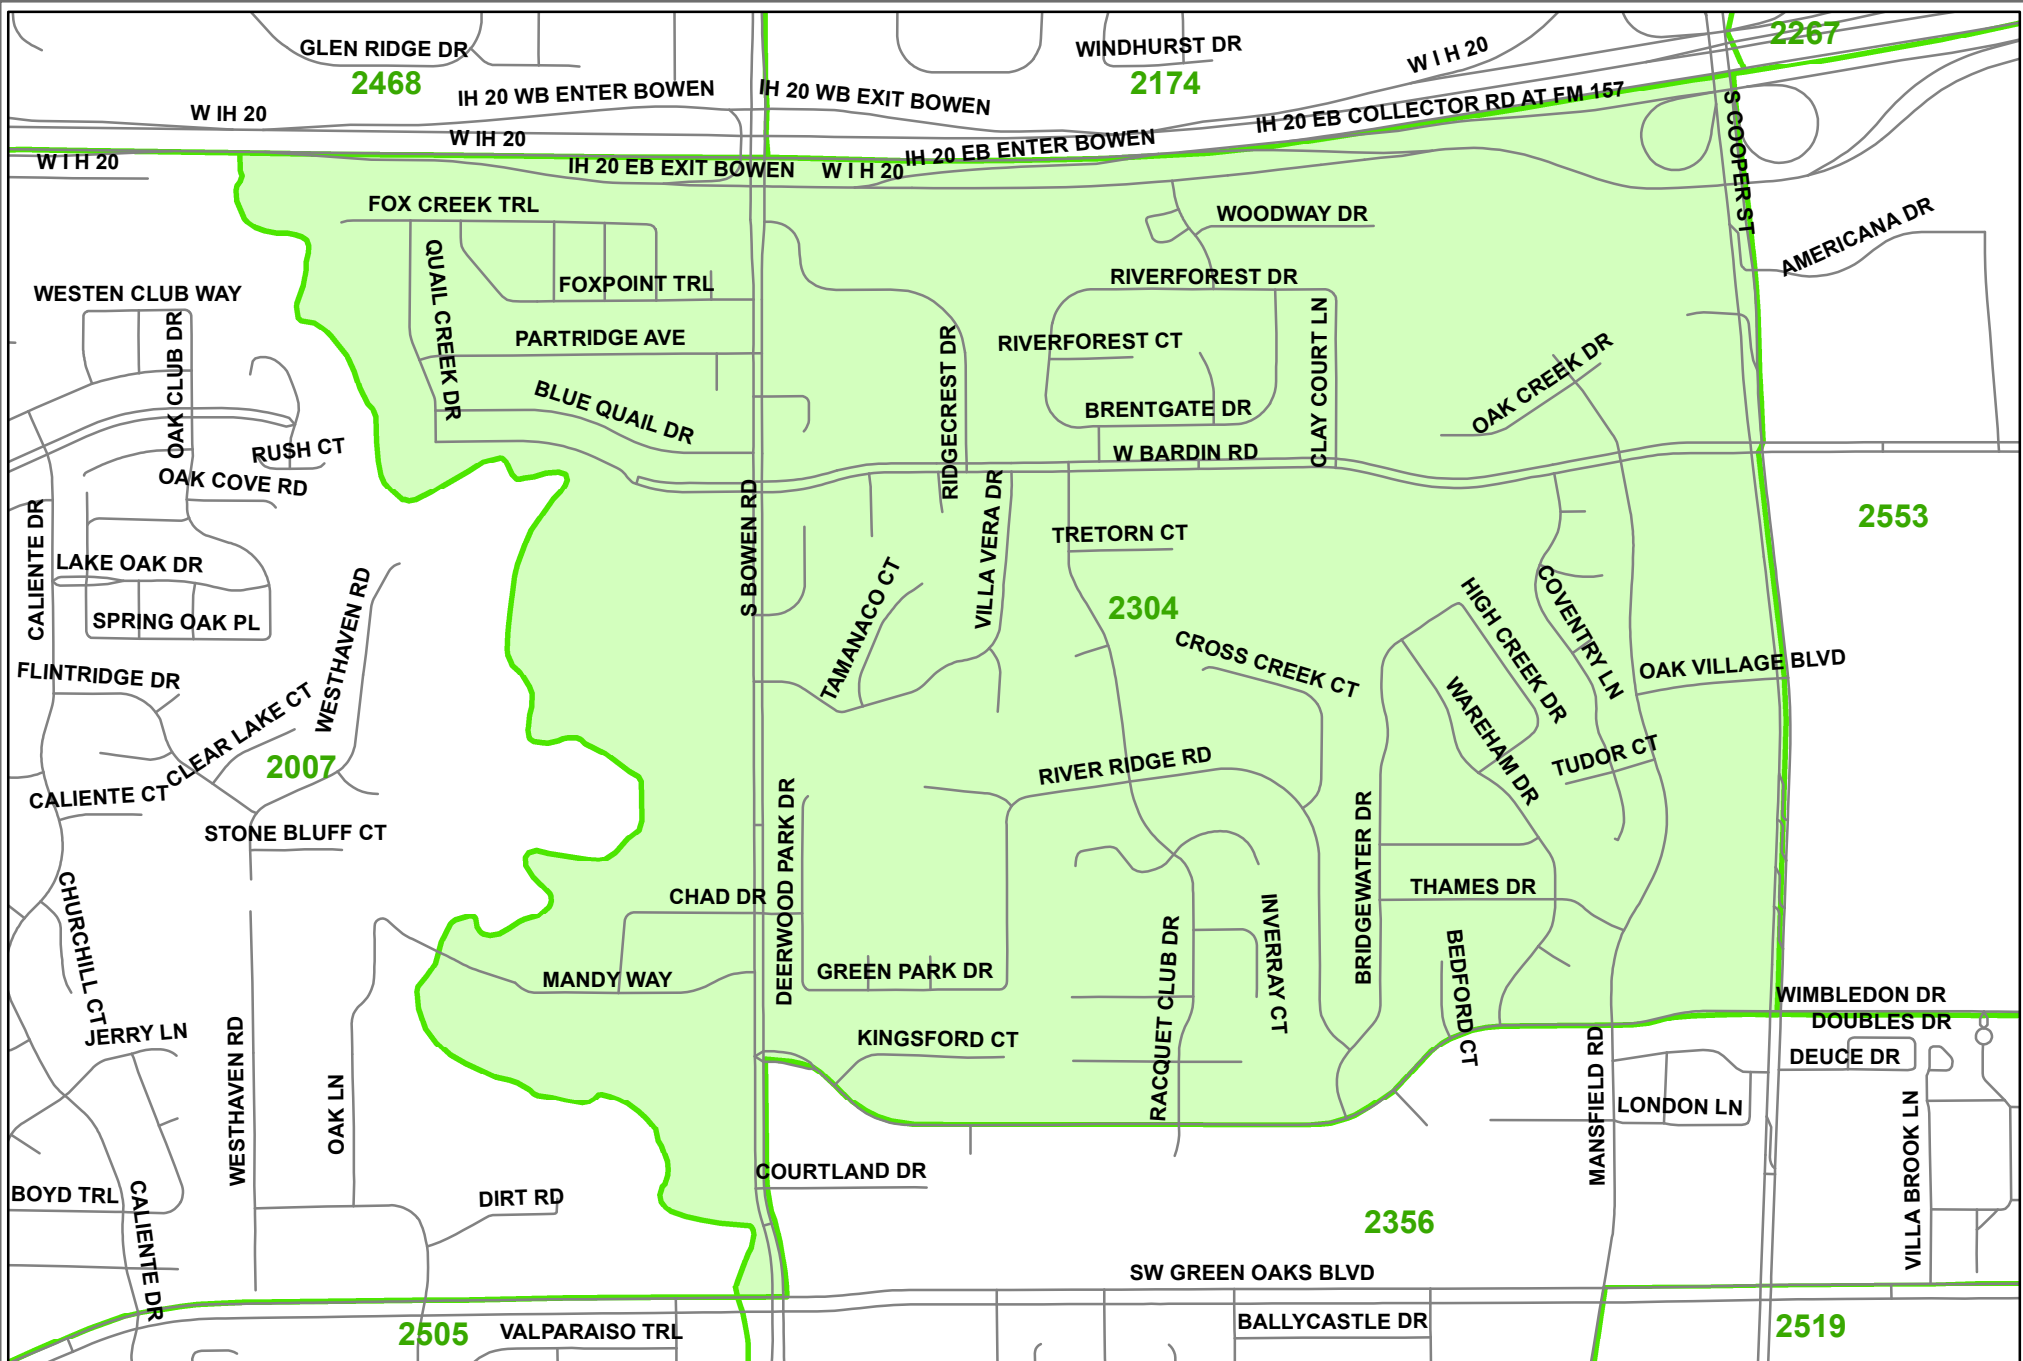 GLEN RIDGE DR
2468
WINDHURST DR
2174
W I H 20
2267
W IH 20
IH 20 WB ENTER BOWEN
IH 20 WB EXIT BOWEN
W IH 20
IH 20 EB COLLECTOR RD AT FM 157
S COOPER ST
W I H 20
IH 20 EB EXIT BOWEN
W I H 20
IH 20 EB ENTER BOWEN
FOX CREEK TRL
WOODWAY DR
AMERICANA DR
QUAIL CREEK DR
FOXPOINT TRL
RIVERFOREST DR
WESTEN CLUB WAY
OAK CLUB DR
PARTRIDGE AVE
RIDGECREST DR
RIVERFOREST CT
CLAY COURT LN
OAK CREEK DR
BLUE QUAIL DR
BRENTGATE DR
RUSH CT
W BARDIN RD
OAK COVE RD
CALIENTE DR
S BOWEN RD
VILLA VERA DR
TRETORN CT
2553
LAKE OAK DR
WESTHAVEN RD
TAMANACO CT
2304
HIGH CREEK DR
COVENTRY LN
SPRING OAK PL
CROSS CREEK CT
OAK VILLAGE BLVD
FLINTRIDGE DR
CLEAR LAKE CT
WAREHAM DR
2007
RIVER RIDGE RD
TUDOR CT
CALIENTE CT
DEERWOOD PARK DR
BRIDGEWATER DR
STONE BLUFF CT
CHURCHILL CT
CHAD DR
THAMES DR
INVERRAY CT
RACQUET CLUB DR
BEDFORD CT
MANDY WAY
GREEN PARK DR
WIMBLEDON DR
DOUBLES DR
JERRY LN
WESTHAVEN RD
KINGSFORD CT
MANSFIELD RD
DEUCE DR
OAK LN
LONDON LN
VILLA BROOK LN
COURTLAND DR
BOYD TRL
CALIENTE DR
DIRT RD
2356
SW GREEN OAKS BLVD
2505
VALPARAISO TRL
BALLYCASTLE DR
2519